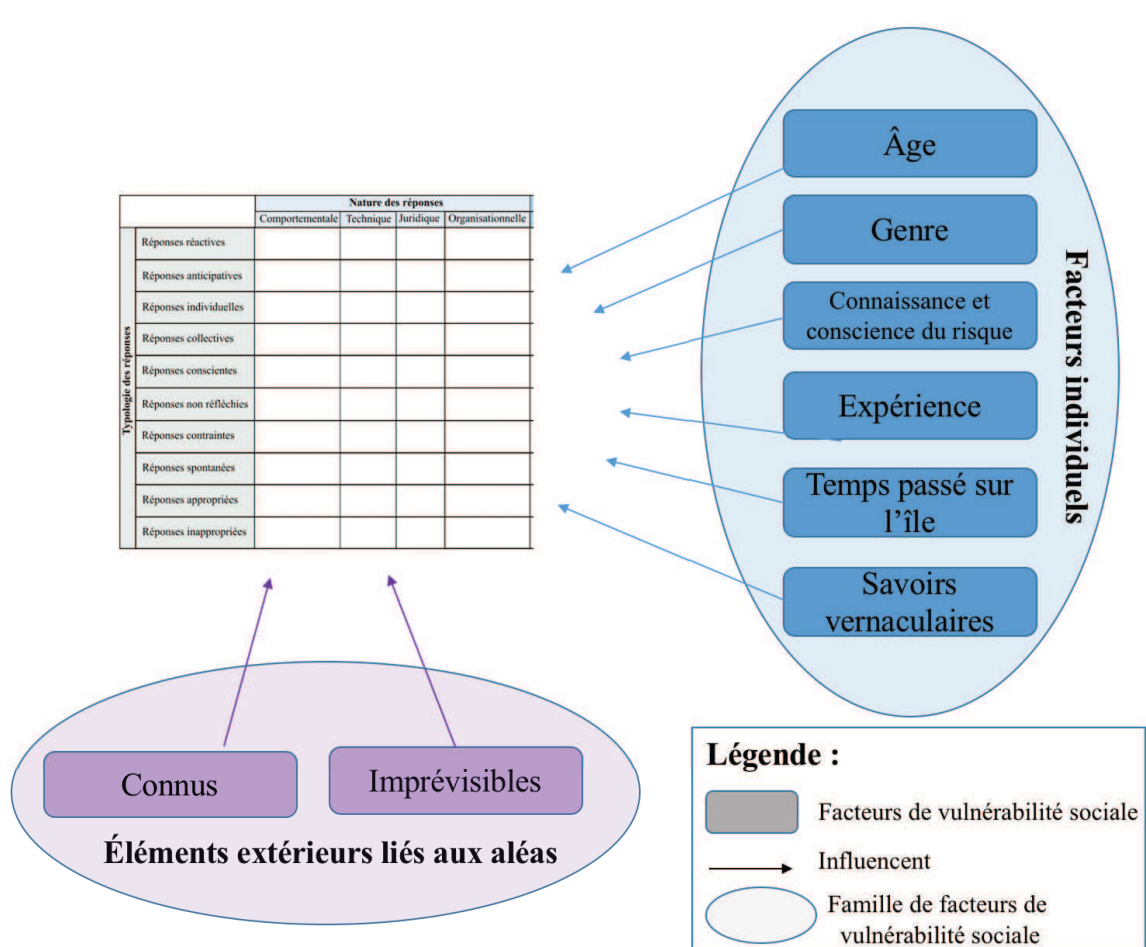 Nature des réponses
Comportementale Technique Juridique Organisationnelle
Typologie des réponses
Réponses réactives
Réponses anticipatives
Réponses individuelles
Réponses collectives
Réponses conscientes
Réponses non réfléchies
Réponses contraintes
Réponses spontanées
Réponses appropriées
Réponses inappropriées
Âge
Genre
Connaissance et
conscience du risque
Expérience
Temps passé sur
l'île
Savoirs
vernaculaires
Facteurs individuels
Connus
Imprévisibles
Éléments extérieurs liés aux aléas
Légende :
Facteurs de vulnérabilité sociale
Influencent
Famille de facteurs de
vulnérabilité sociale